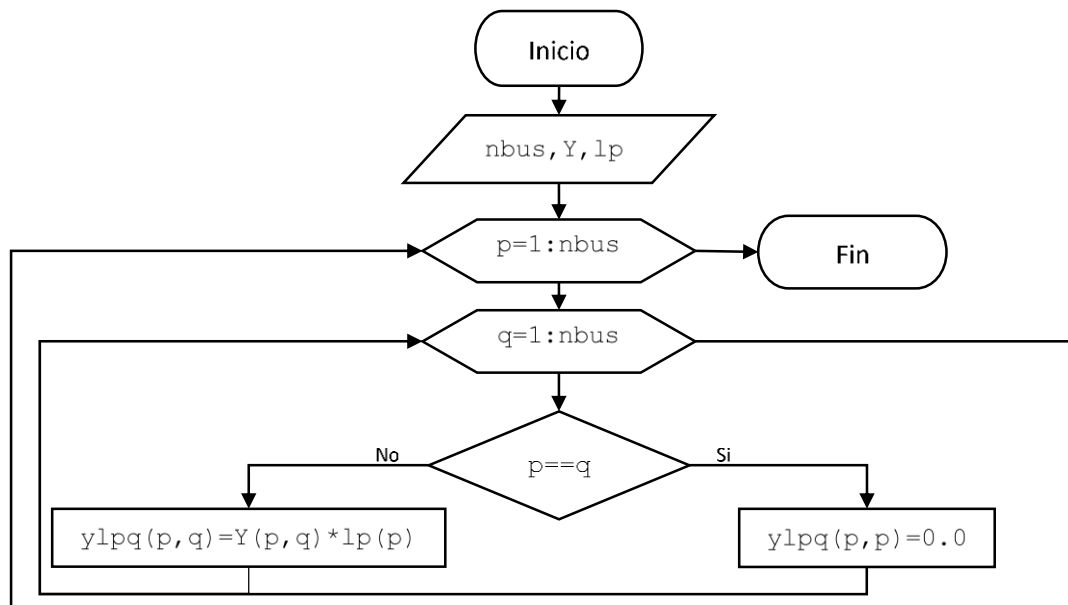 Inicio
nbus,Y,lp
p=1:nbus
Fin
q=1:nbus
No
p==q
Si
ylpq(p,q)=Y(p,q)*lp(p)
ylpq(p,p)=0.0